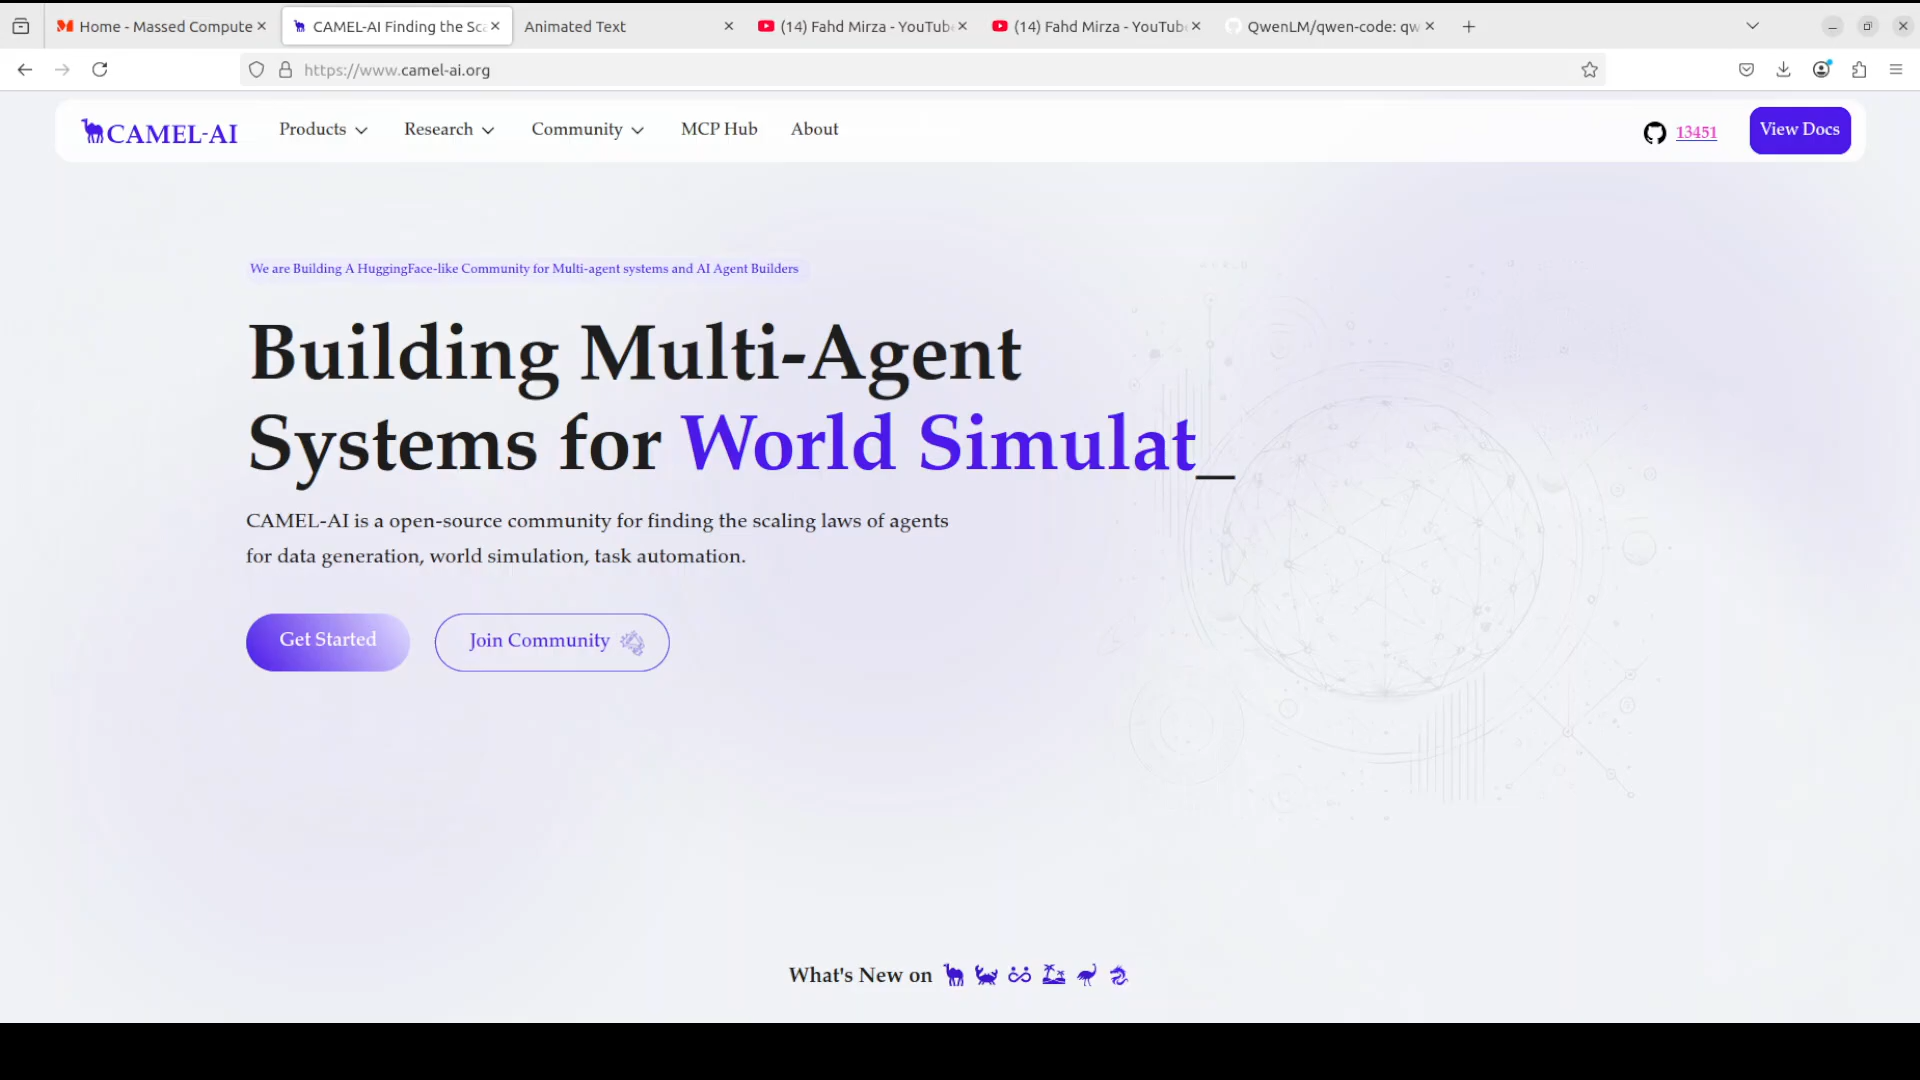 Home - Massed Compute
CAMEL-AI Finding the Sca
Animated Text
(14) Fahd Mirza - YouTube
(14) Fahd Mirza - YouTube
QwenLM/qwen-code: qw
https://www.camel-ai.org
CAMEL-AI
Products
Research
Community
MCP Hub
About
13451
View Docs
We are Building A HuggingFace-like Community for Multi-agent systems and AI Agent Builders
Building Multi-Agent
Systems for World Simulat_
CAMEL-AI is a open-source community for finding the scaling laws of agents
for data generation, world simulation, task automation.
Get Started
Join Community
What's New on